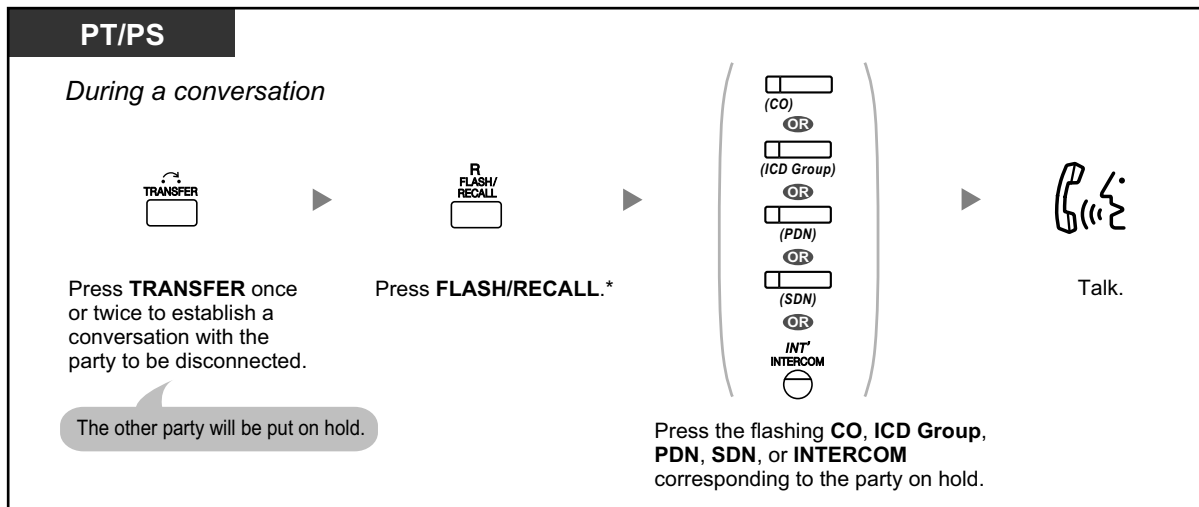 PT/PS
During a conversation
TRANSFER
Press TRANSFER once
or twice to establish a
conversation with the
party to be disconnected.
The other party will be put on hold.
R
FLASH/
RECALL
Press FLASH/RECALL.*
(CO)
OR
(ICD Group)
OR
(PDN)
OR
(SDN)
OR
INT'
INTERCOM
Press the flashing CO, ICD Group,
PDN, SDN, or INTERCOM
corresponding to the party on hold.
Talk.